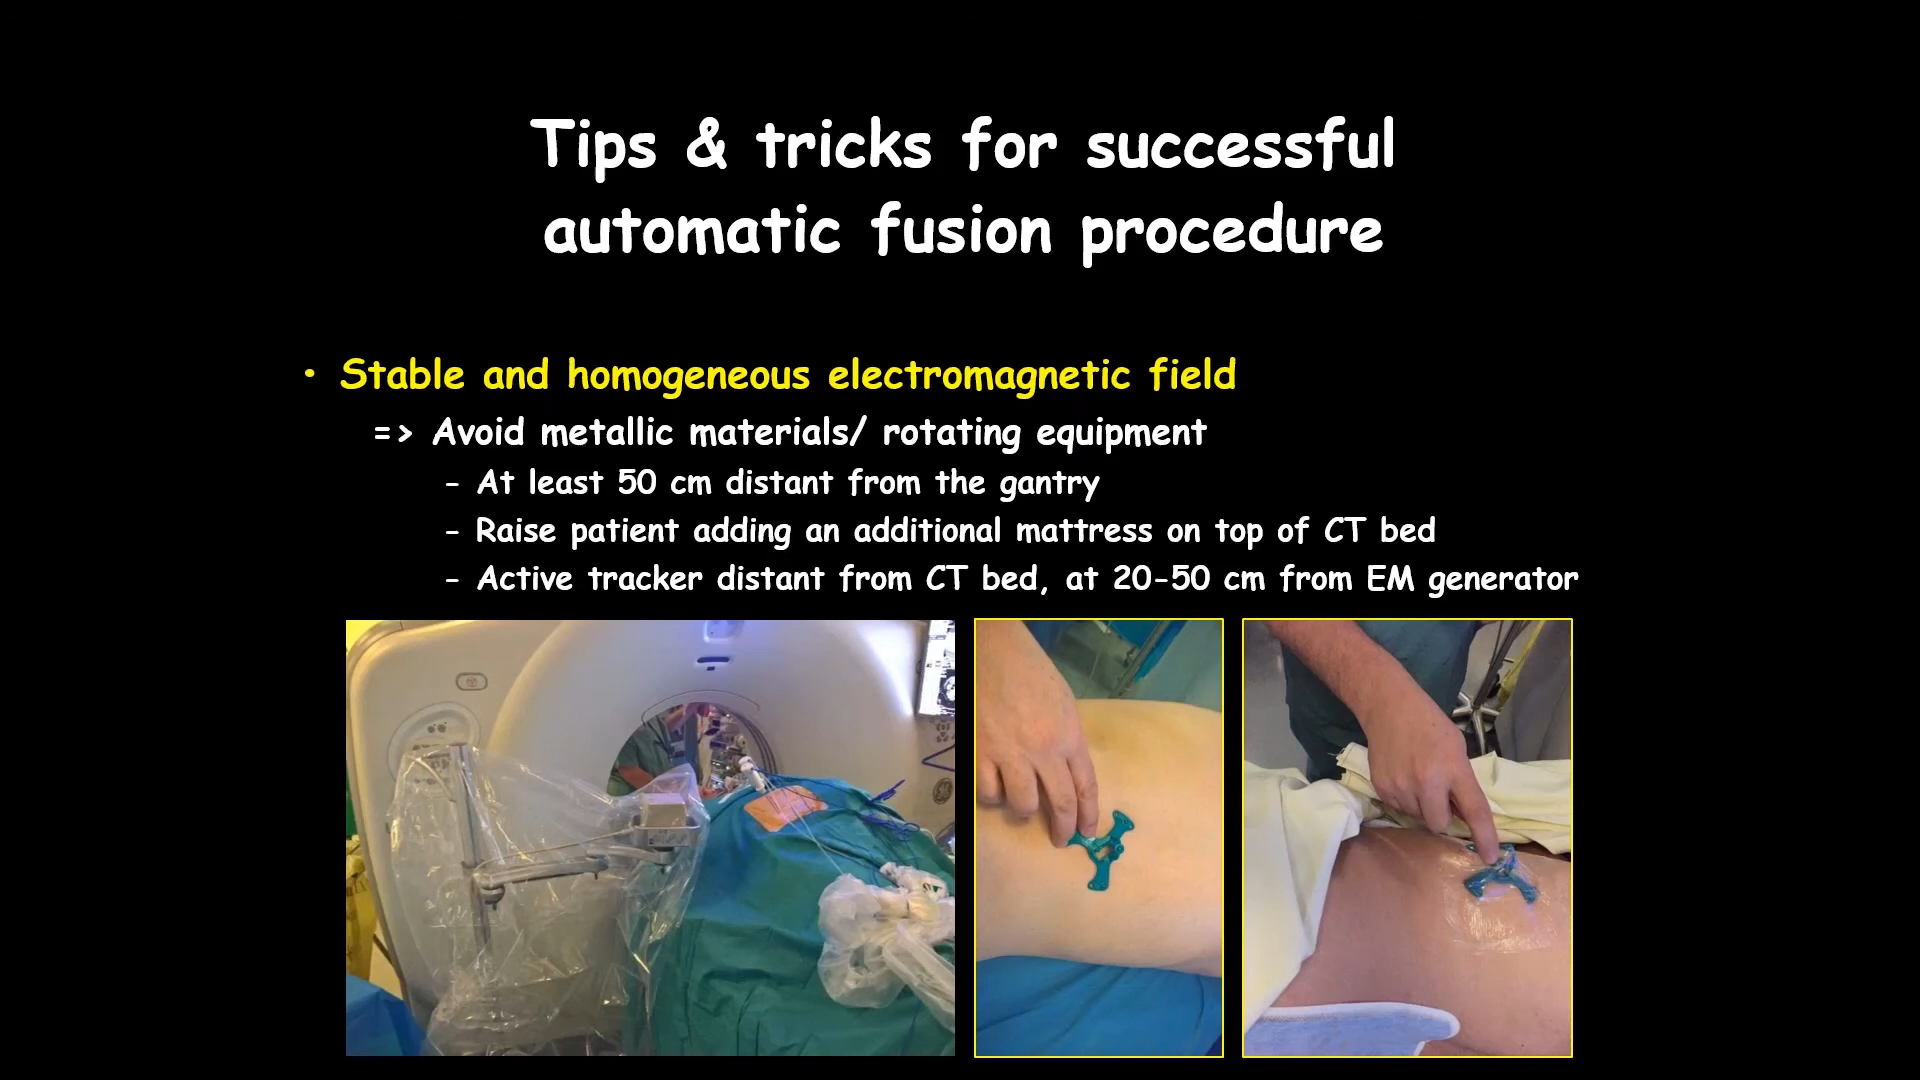 Tips & tricks for successful
automatic fusion procedure
• Stable and homogeneous electromagnetic field
=> Avoid metallic materials/ rotating equipment
- At least 50 cm distant from the gantry
- Raise patient adding an additional mattress on top of CT bed
- Active tracker distant from CT bed, at 20-50 cm from EM generator